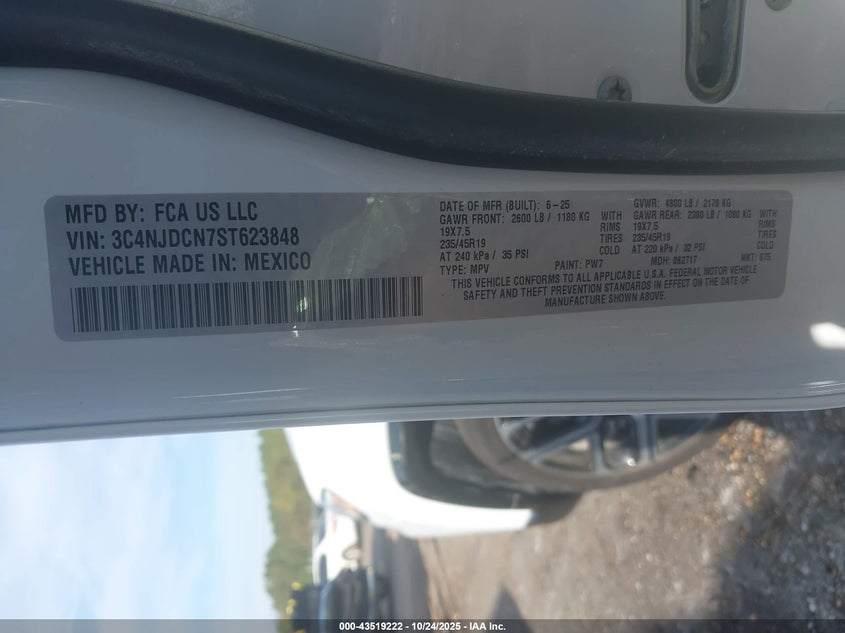 MFD BY: FCA US LLC
VIN: 3C4NJDCN7ST623848
VEHICLE MADE IN: MEXICO
DATE OF MFR (BUILT): 6-25 GVWR: 4800 LB / 2178 KG
GAWR FRONT: 2600 LB / 1180 KG WITH GAWR REAR: 2380 LB / 1080 KG WITH
19X7.5 RIMS 19X7.5 RIMS
235/45R19 TIRES 235/45R19 TIRES
AT 240 kPa / 35 PSI COLD AT 220 kPa / 32 PSI COLD
TYPE: MPV PAINT: PW7 MDH: 062717 MKT: 675
THIS VEHICLE CONFORMS TO ALL APPLICABLE U.S.A. FEDERAL MOTOR VEHICLE
SAFETY AND THEFT PREVENTION STANDARDS IN EFFECT ON THE DATE OF
MANUFACTURE SHOWN ABOVE.
000-43519222 - 10/24/2025 - IAA Inc.